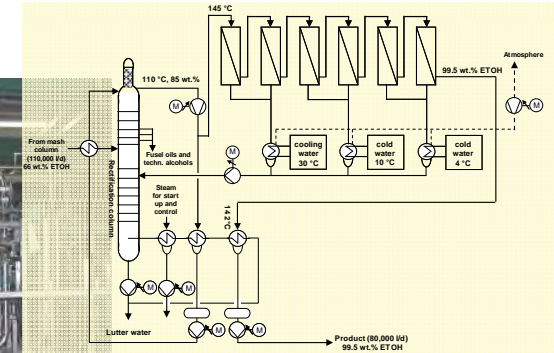 145 °C
Atmosphere
110 °C, 85 wt.%
99.5 wt.% ETOH
M
M
From mash
column
(110,000 l/d)
66 wt.% ETOH
Fusel oils and
techn. alcohols
M
cooling
water
30 °C
cold
water
10 °C
cold
water
4 °C
Rectification column
Steam
for start
up and
control
142°C
M
M
Lutter water
M
M
Product (80,000 l/d)
99.5 wt.% ETOH